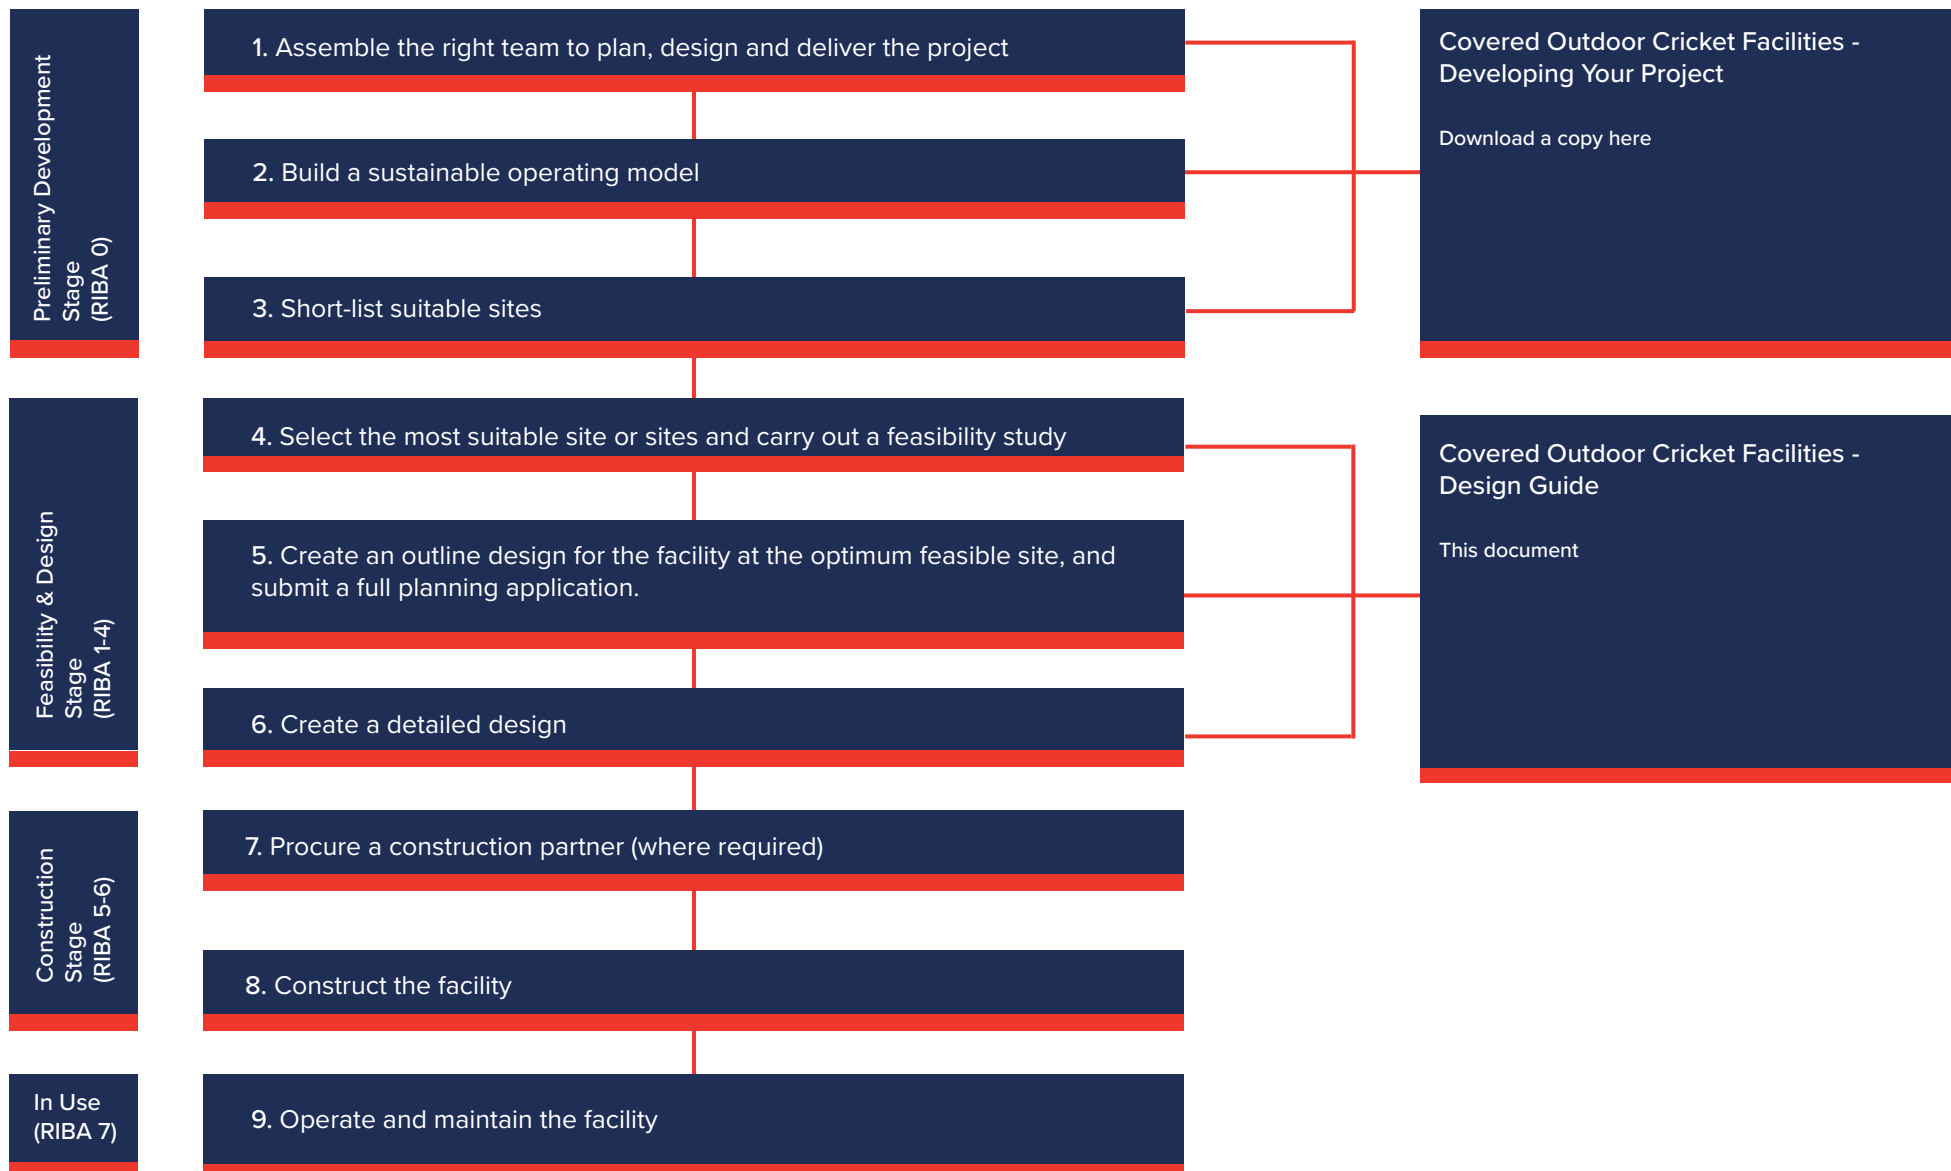 Preliminary Development
Stage
(RIBA 0)
1. Assemble the right team to plan, design and deliver the project
2. Build a sustainable operating model
3. Short-list suitable sites
Covered Outdoor Cricket Facilities -
Developing Your Project
Download a copy here
Feasibility & Design
Stage
(RIBA 1-4)
4. Select the most suitable site or sites and carry out a feasibility study
5. Create an outline design for the facility at the optimum feasible site, and
submit a full planning application.
6. Create a detailed design
Covered Outdoor Cricket Facilities -
Design Guide
This document
Construction
Stage
(RIBA 5-6)
7. Procure a construction partner (where required)
8. Construct the facility
In Use
(RIBA 7)
9. Operate and maintain the facility